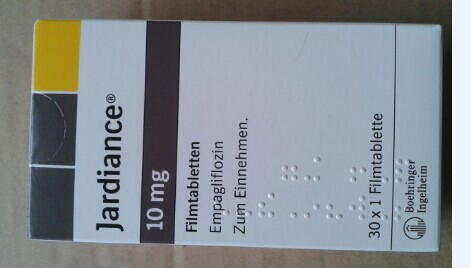 Jardiance®
10 mg
Filmtabletten
Empagliflozin
Zum Einnehmen.
30 x 1 Filmtablette
Boehringer
Ingelheim